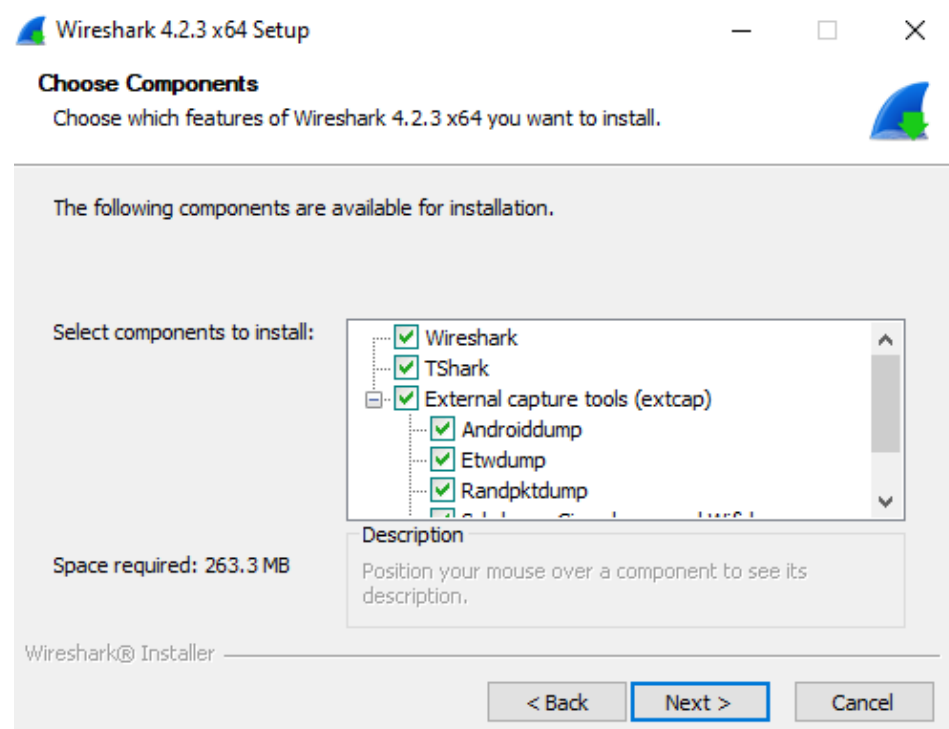 Wireshark 4.2.3 x64 Setup
Choose Components
Choose which features of Wireshark 4.2.3 x64 you want to install.
The following components are available for installation.
Select components to install:
Wireshark
TShark
External capture tools (extcap)
Androiddump
Etwdump
Randpktdump
Description
Position your mouse over a component to see its
description.
Space required: 263.3 MB
Wireshark® Installer
< Back
Next >
Cancel